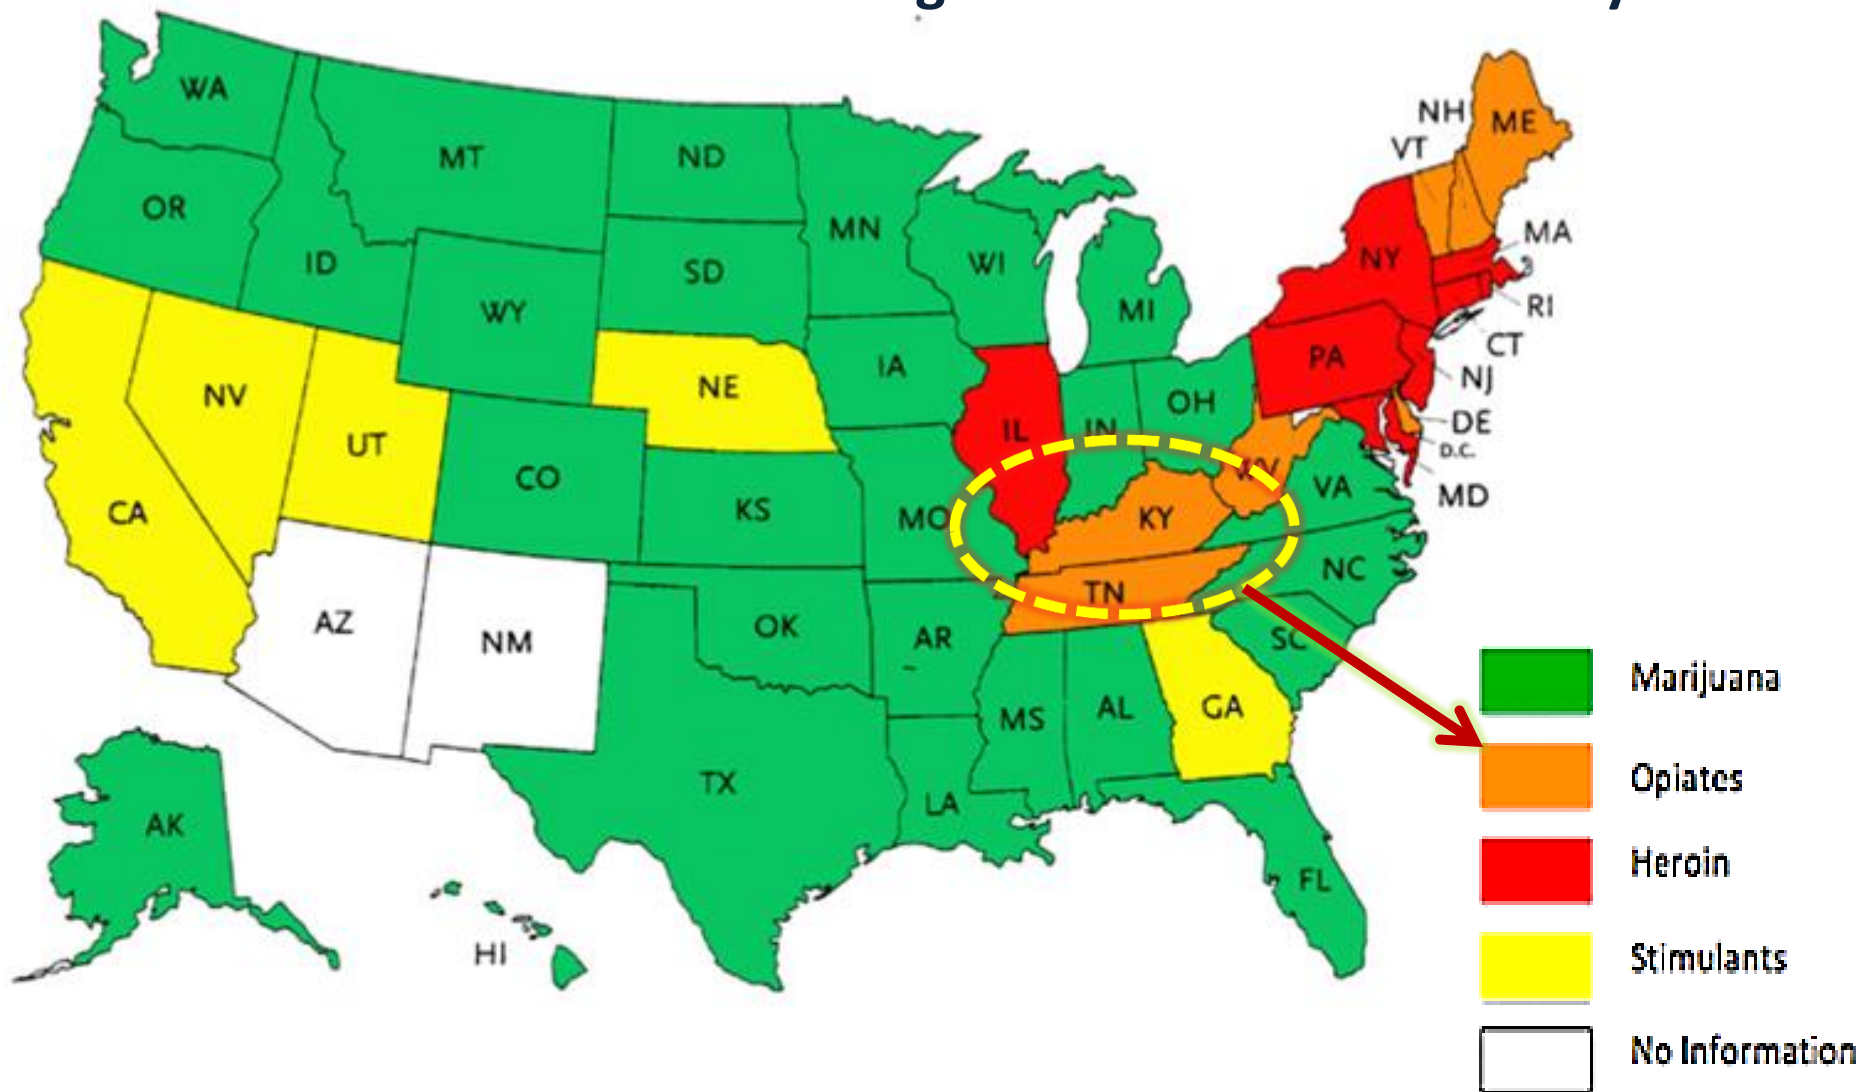 WA
MT
ND
MN
OR
ID
SD
WI
MI
WY
NH
ME
VT
NY
MA
3
RI
CT
PA
NJ
DE
D.C.
MD
IA
NE
NV
UT
CO
CA
KS
MO
IL
IN
OH
WV
VA
KY
NC
TN
AZ
NM
OK
AR
SC
MS
AL
GA
TX
LA
FL
AK
HI
Marijuana
Opiates
Heroin
Stimulants
No Information